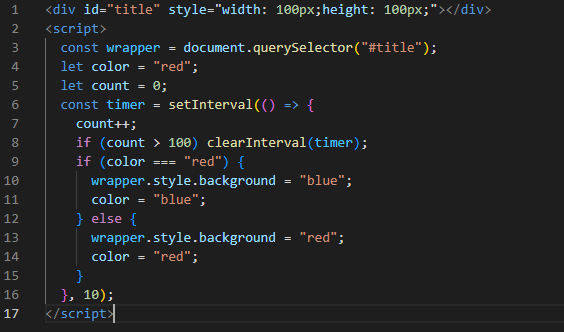 1 <div id="title" style="width: 100px;height: 100px;"></div>
2 <script>
3   const wrapper = document.querySelector("#title");
4   let color = "red";
5   let count = 0;
6   const timer = setInterval(() => {
7     count++;
8     if (count > 100) clearInterval(timer);
9     if (color === "red") {
10       wrapper.style.background = "blue";
11       color = "blue";
12     } else {
13       wrapper.style.background = "red";
14       color = "red";
15     }
16   }, 10);
17 </script>